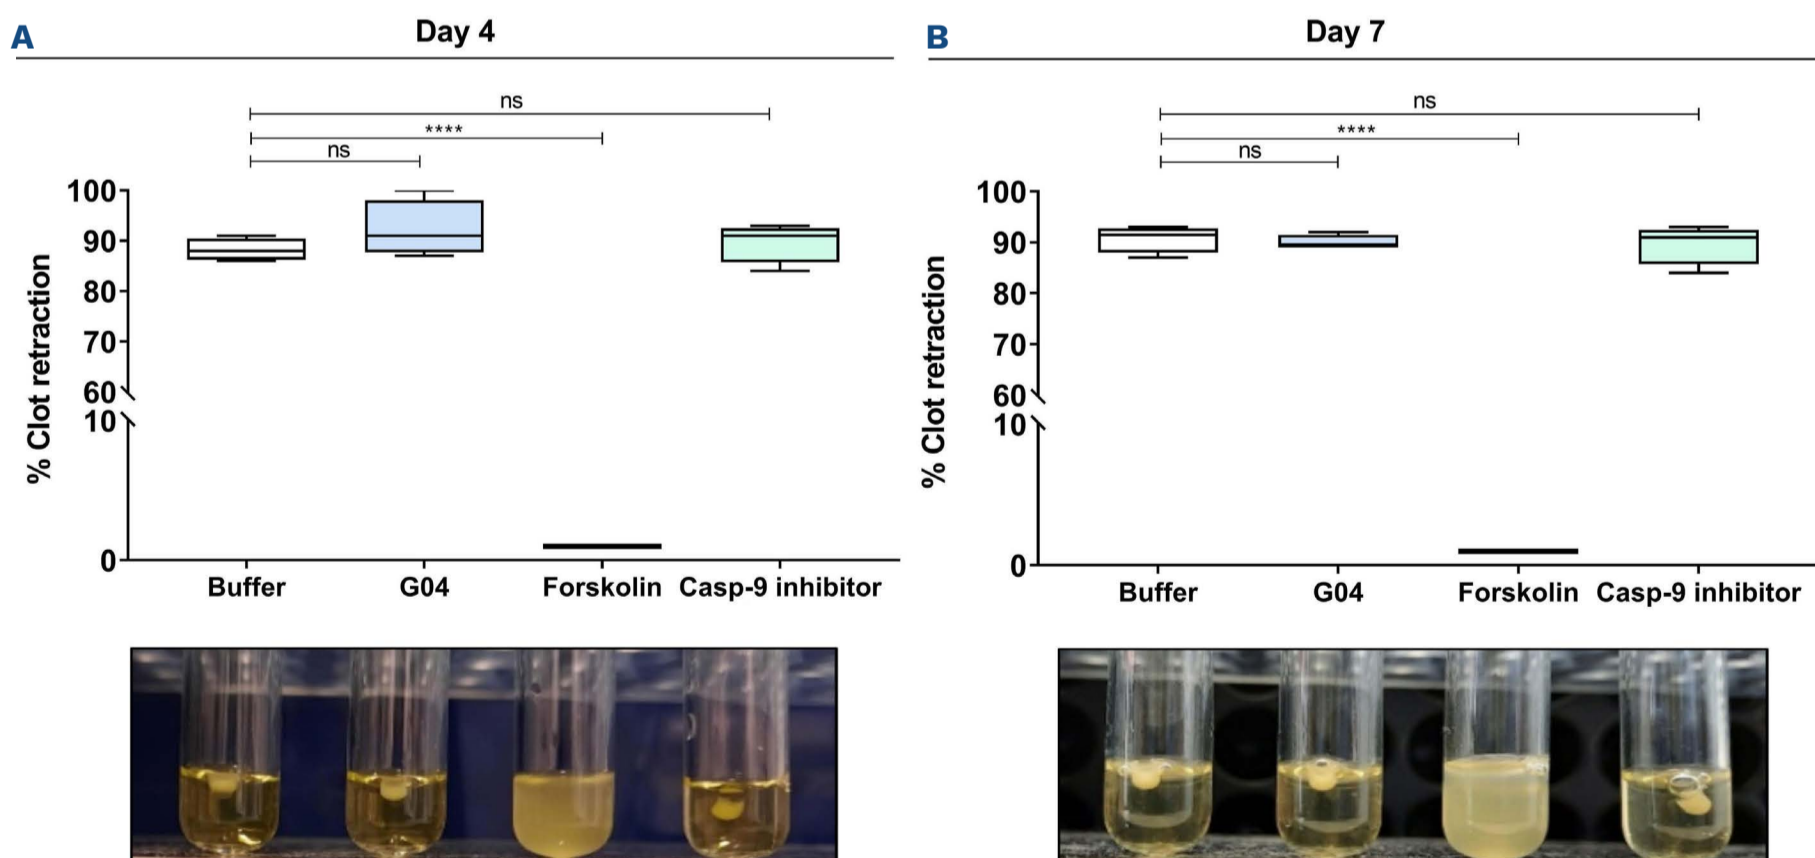 A
Day 4
ns
****
ns
100
90
80
70
60
10
0
% Clot retraction
Buffer G04 Forskolin Casp-9 inhibitor
B
Day 7
ns
****
ns
100
90
80
70
60
10
0
% Clot retraction
Buffer G04 Forskolin Casp-9 inhibitor